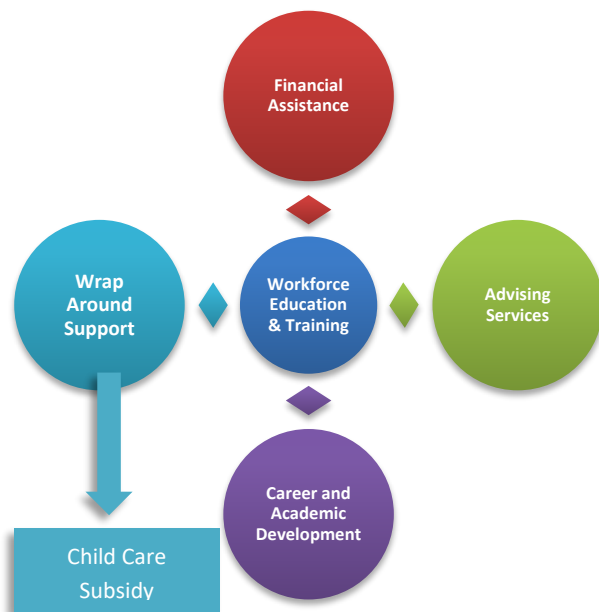 Financial
Assistance
Wrap
Around
Support
Workforce
Education
& Training
Advising
Services
Career and
Academic
Development
Child Care
Subsidy